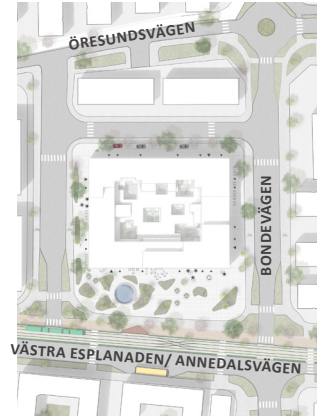 ÖRESUNDSVÄGEN
BONDEVÄGEN
VÄSTRA ESPLANADEN/ ANNEDALSVÄGEN